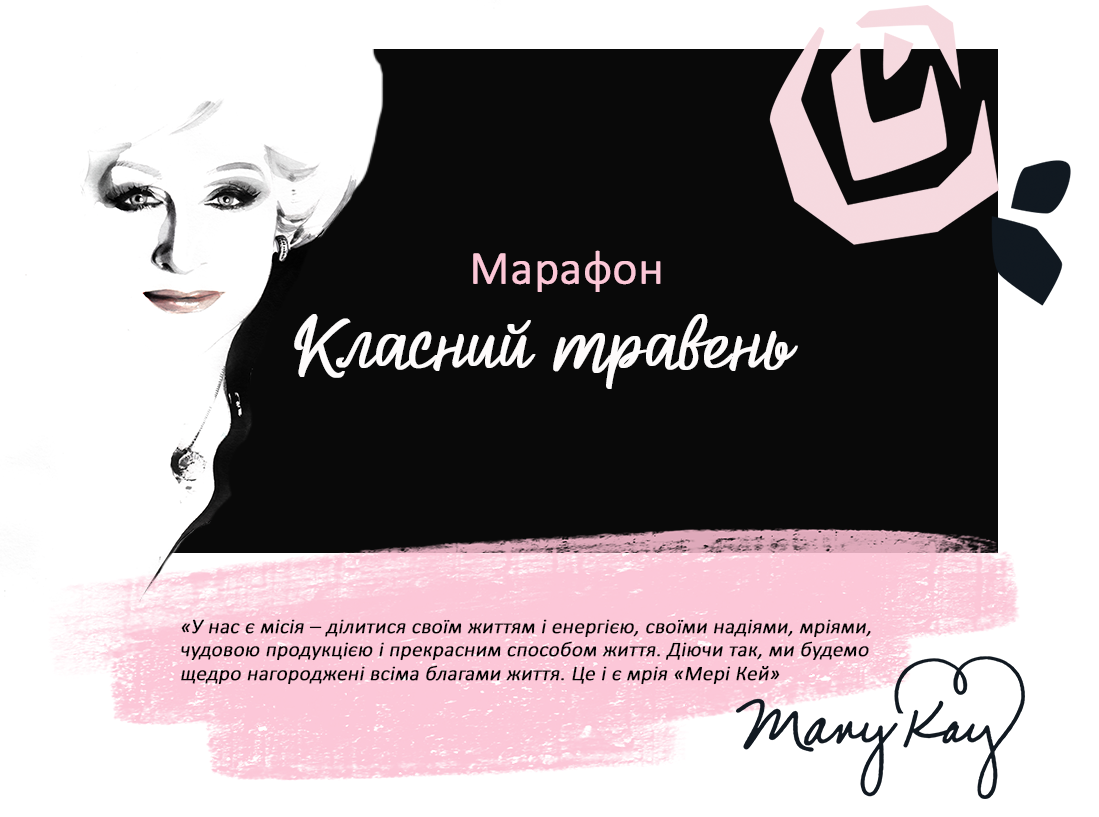 Марафон
Класний травень
«У нас є місія – ділитися своїм життям і енергією, своїми надіями, мріями,
чудовою продукцією і прекрасним способом життя. Діючи так, ми будемо
щедро нагороджені всіма благами життя. Це і є мрія «Мері Кей»
Mary Kay